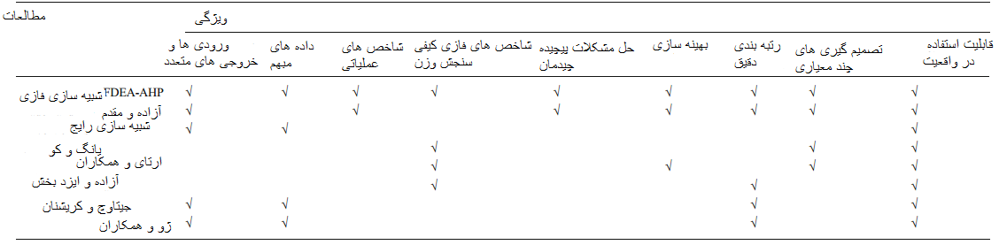 مطالعات
ویژگی
ورودی ها و
خروجی های متعدد
داده های
مبهم
شاخص های
عملیاتی
شاخص های فازی کیفی
سنجش وزن
حل مشکلات پیچیده
چیدمان
بهینه سازی
رتبه بندی
دقیق
تصمیم گیری های
چند معیاری
قابلیت استفاده
در واقعیت
شبیه سازی فازی FDEA-AHP √ √ √ √ √ √ √ √ √
آزاده و مقدم √ √ √ √ √ √ √
شبیه سازی رایج √ √ √
یانگ و کو √ √ √
ارتای و همکاران √ √ √ √
آزاده و ایزد بخش √ √ √
جیتاوچ و کریشنان √ √ √ √
ژو و همکاران √ √ √ √